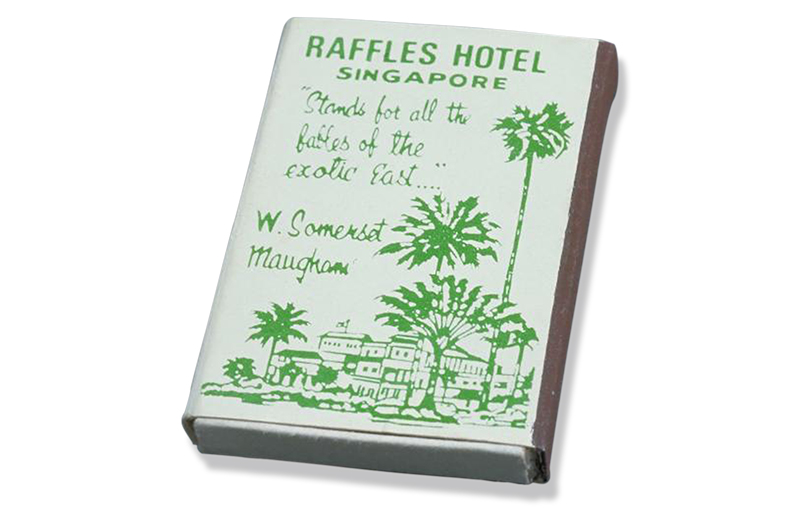 RAFFLES HOTEL
SINGAPORE
"Stands for all the
fables of the
exotic East...."
W. Somerset
Maugham